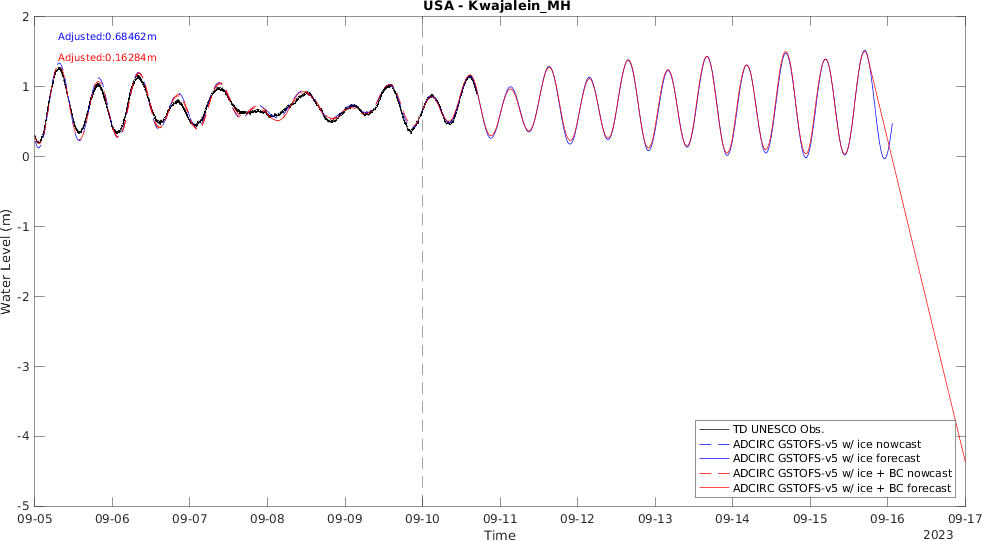 USA - Kwajalein_MH
Adjusted:0.68462m
Adjusted:0.16284m
2
1
0
-1
-2
-3
-4
-5
Water Level (m)
TD UNESCO Obs.
ADCIRC GSTOFS-v5 w/ ice nowcast
ADCIRC GSTOFS-v5 w/ ice forecast
ADCIRC GSTOFS-v5 w/ ice + BC nowcast
ADCIRC GSTOFS-v5 w/ ice + BC forecast
09-05 09-06 09-07 09-08 09-09 09-10 09-11 09-12 09-13 09-14 09-15 09-16 09-17
Time
2023